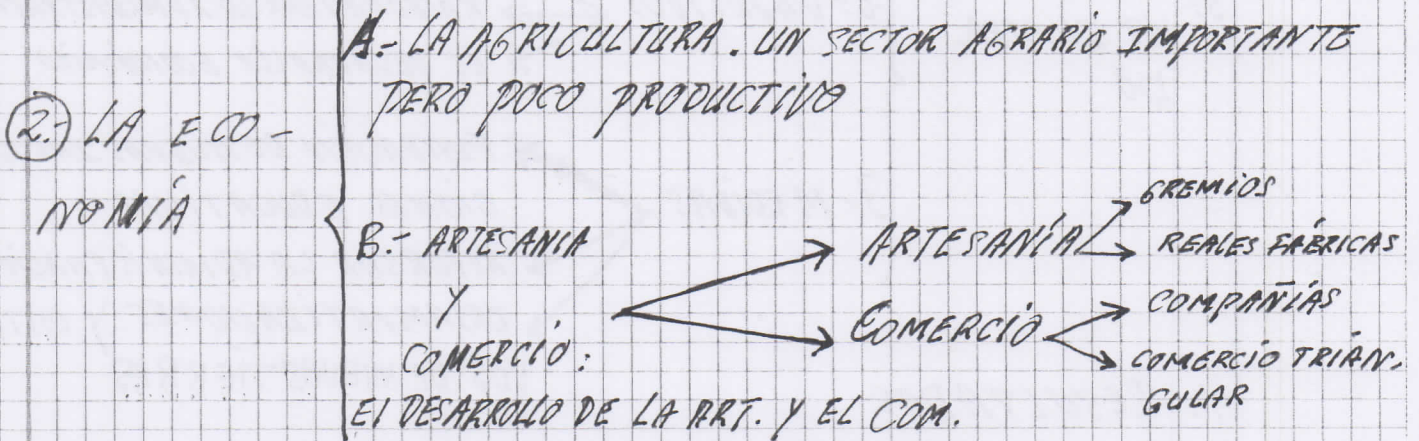 2.- LA ECO-
NOMÍA
A.- LA AGRICULTURA. UN SECTOR AGRARIO IMPORTANTE
PERO POCO PRODUCTIVO
B.- ARTESANIA
Y
COMERCIO:
El DESARROLLO DE LA ART. Y EL COM.
ARTESANÍA
GREMIOS
REALES FÁBRICAS
COMERCIO
COMPAÑÍAS
COMERCIO TRIÁN-
GULAR